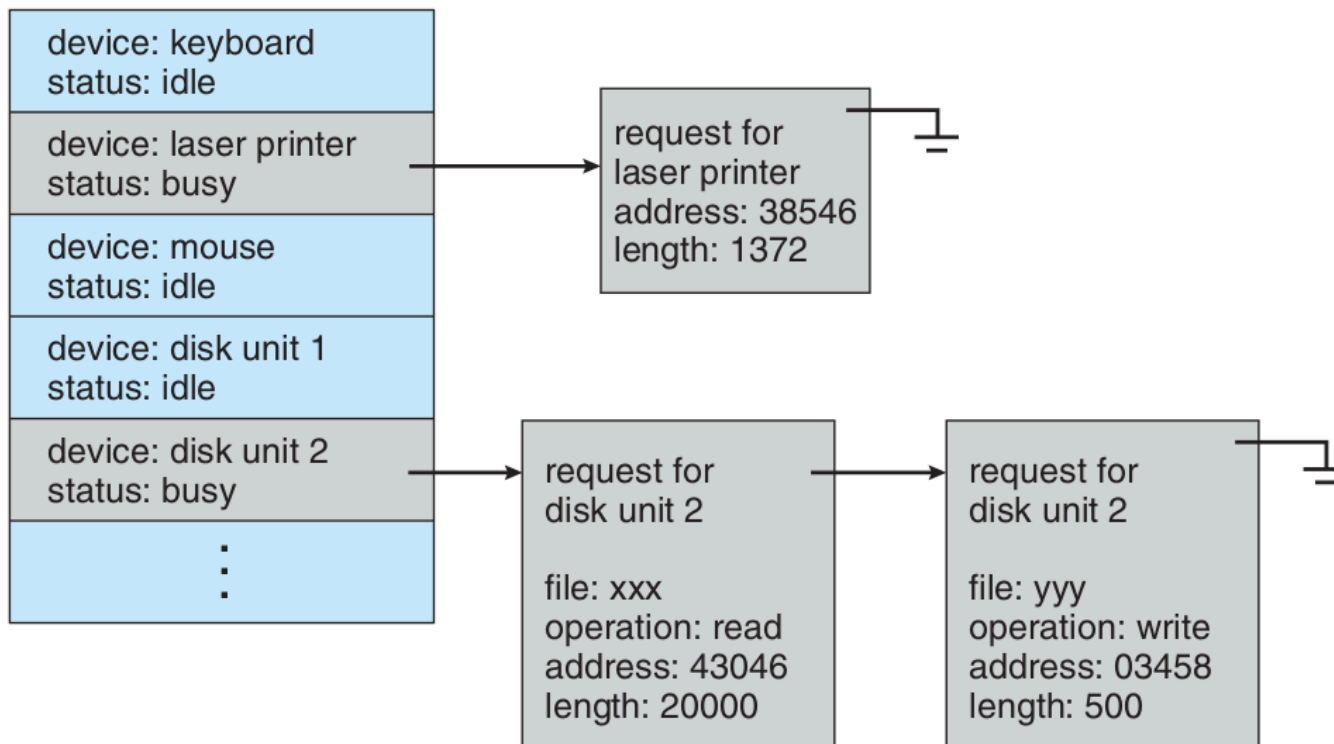 device: keyboard
status: idle
device: laser printer
status: busy
device: mouse
status: idle
device: disk unit 1
status: idle
device: disk unit 2
status: busy
request for
laser printer
address: 38546
length: 1372
request for
disk unit 2
file: xxx
operation: read
address: 43046
length: 20000
request for
disk unit 2
file: yyy
operation: write
address: 03458
length: 500